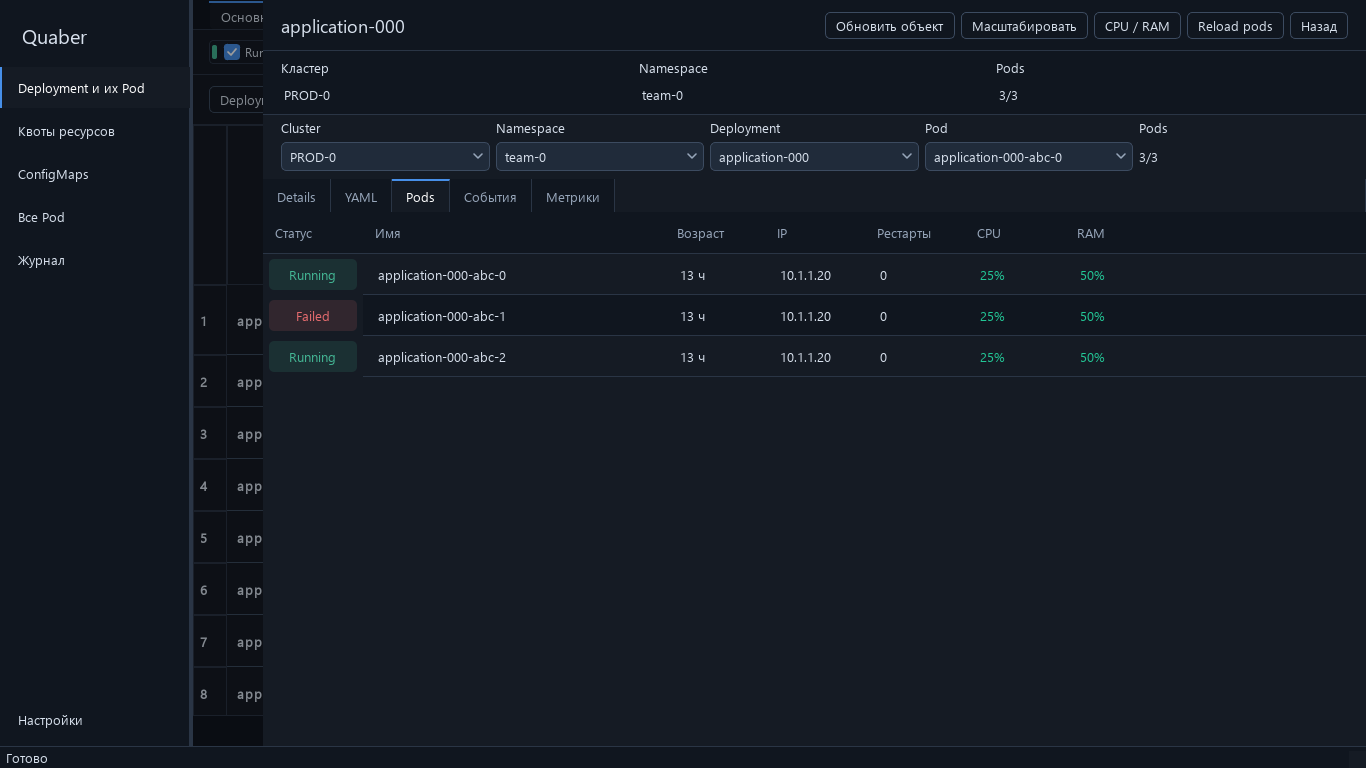 Quaber
Deployment и их Pod
Квоты ресурсов
ConfigMaps
Все Pod
Журнал
Настройки
Готово
application-000
Обновить объект
Масштабировать
CPU / RAM
Reload pods
Назад
Кластер
Namespace
Pods
PROD-0
team-0
3/3
Cluster
Namespace
Deployment
Pod
Pods
PROD-0
team-0
application-000
application-000-abc-0
3/3
Details
YAML
Pods
События
Метрики
Статус Имя Возраст IP Рестарты CPU RAM
Running application-000-abc-0 13 ч 10.1.1.20 0 25% 50%
Failed application-000-abc-1 13 ч 10.1.1.20 0 25% 50%
Running application-000-abc-2 13 ч 10.1.1.20 0 25% 50%
1 app
2 app
3 app
4 app
5 app
6 app
7 app
8 app